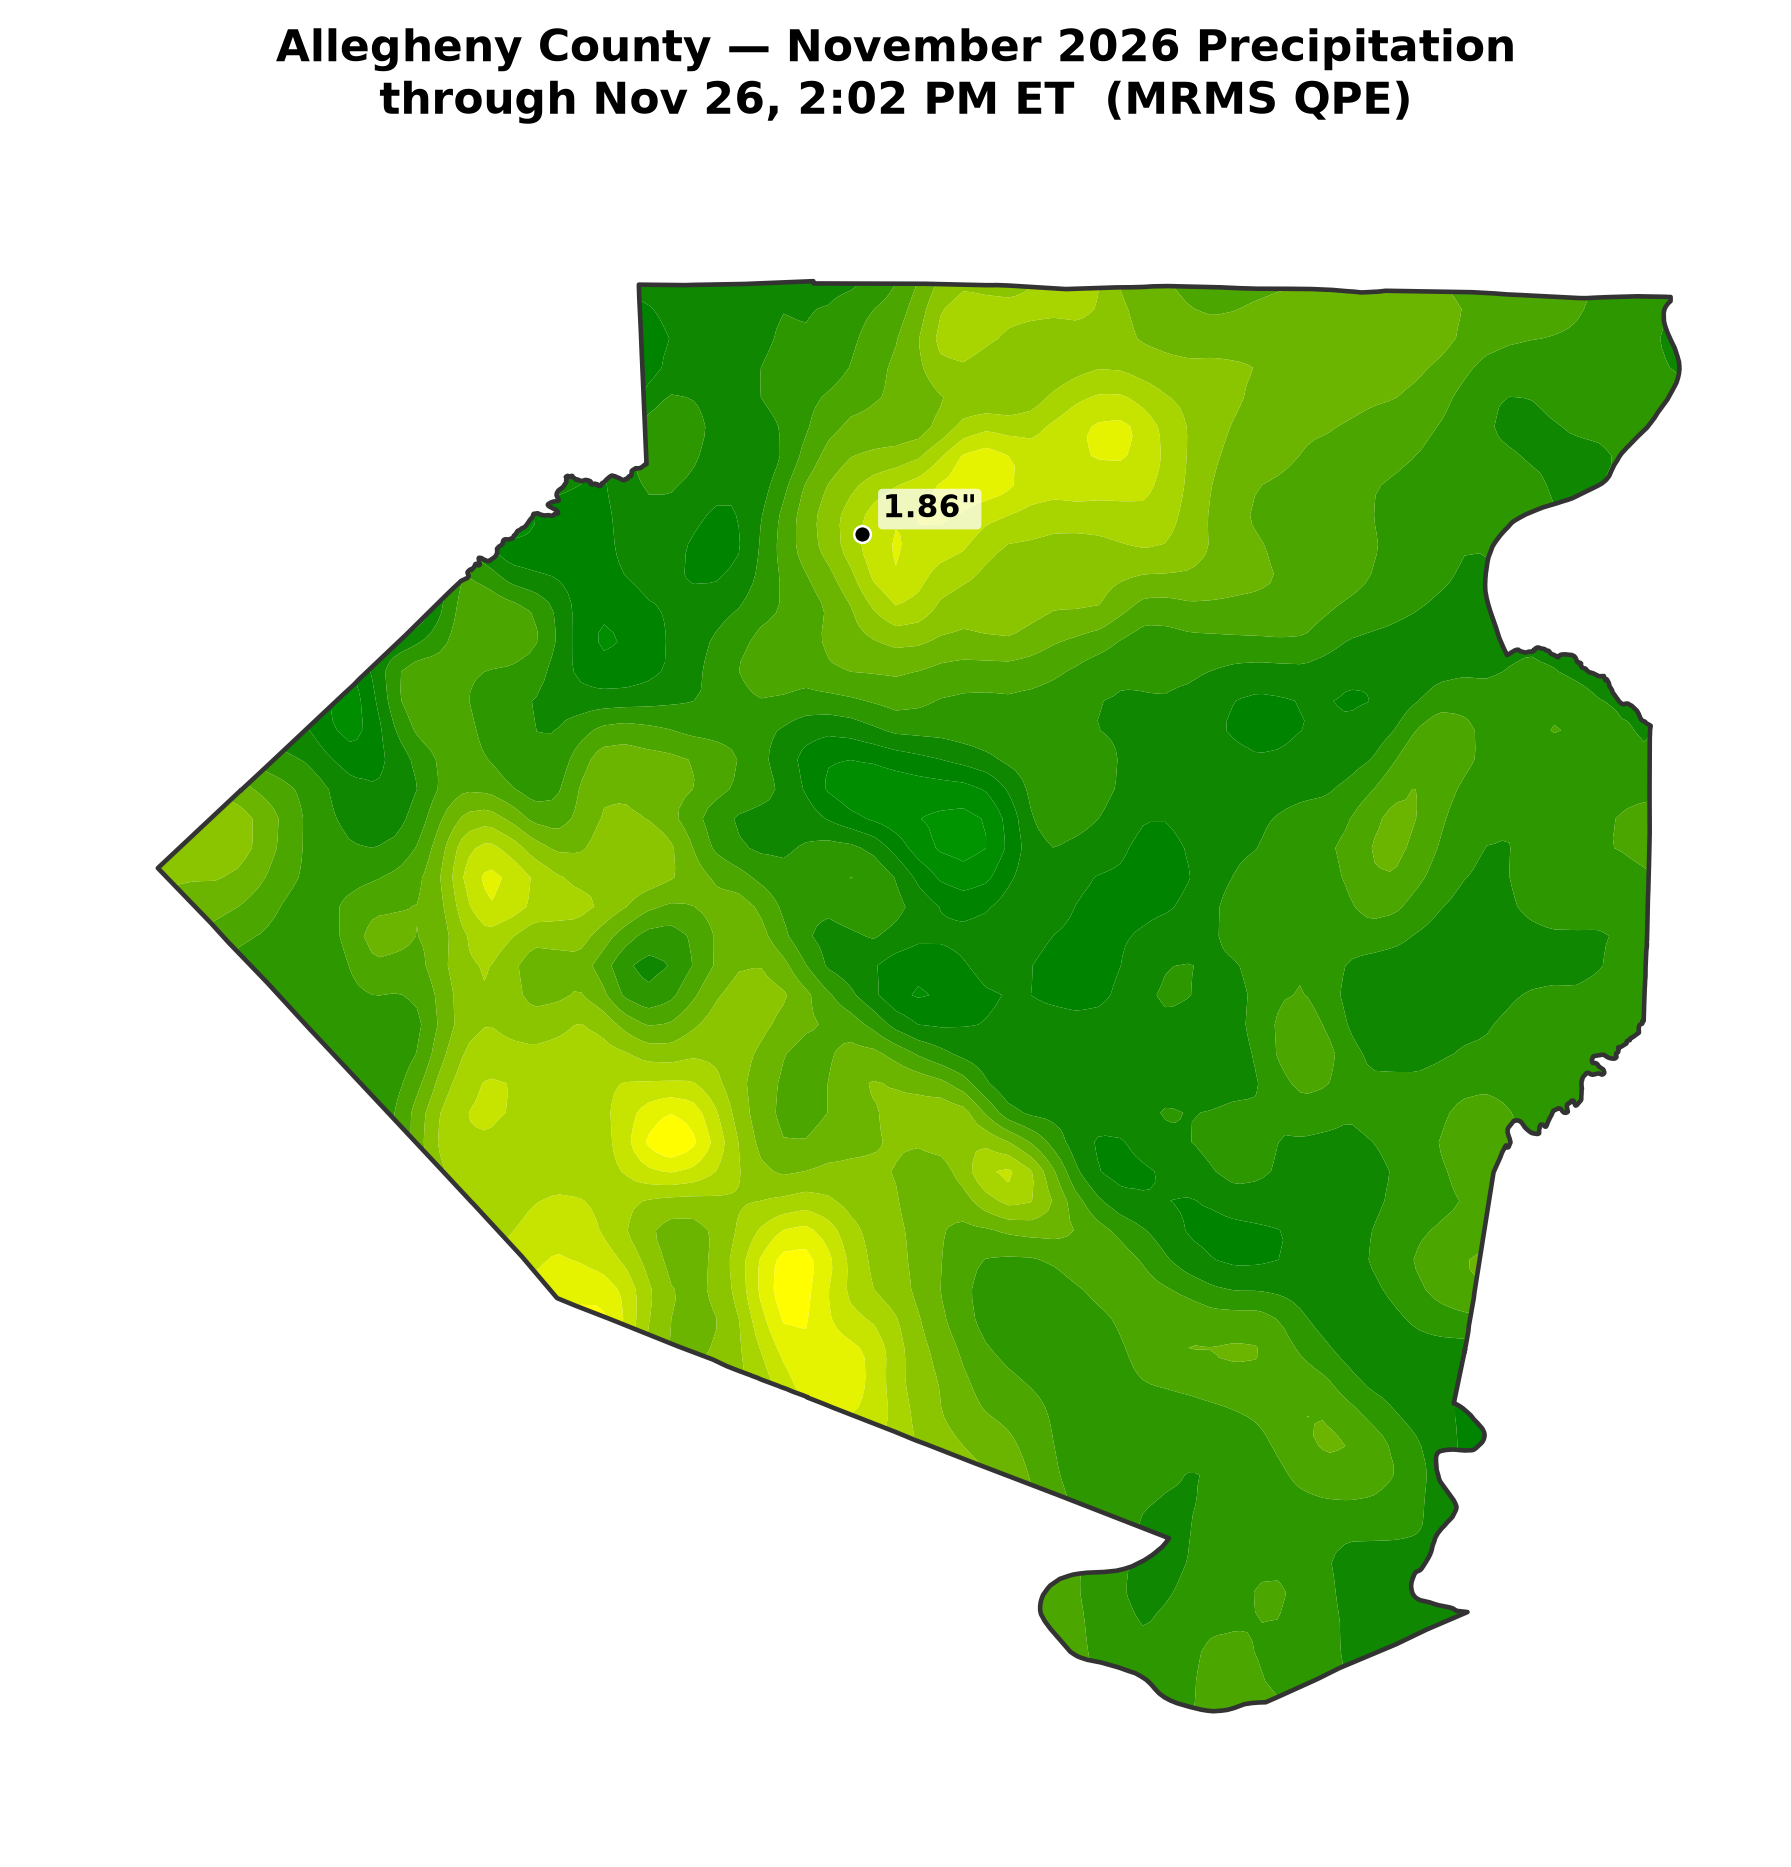 Allegheny County — November 2026 Precipitation
through Nov 26, 2:02 PM ET (MRMS QPE)
1.86"